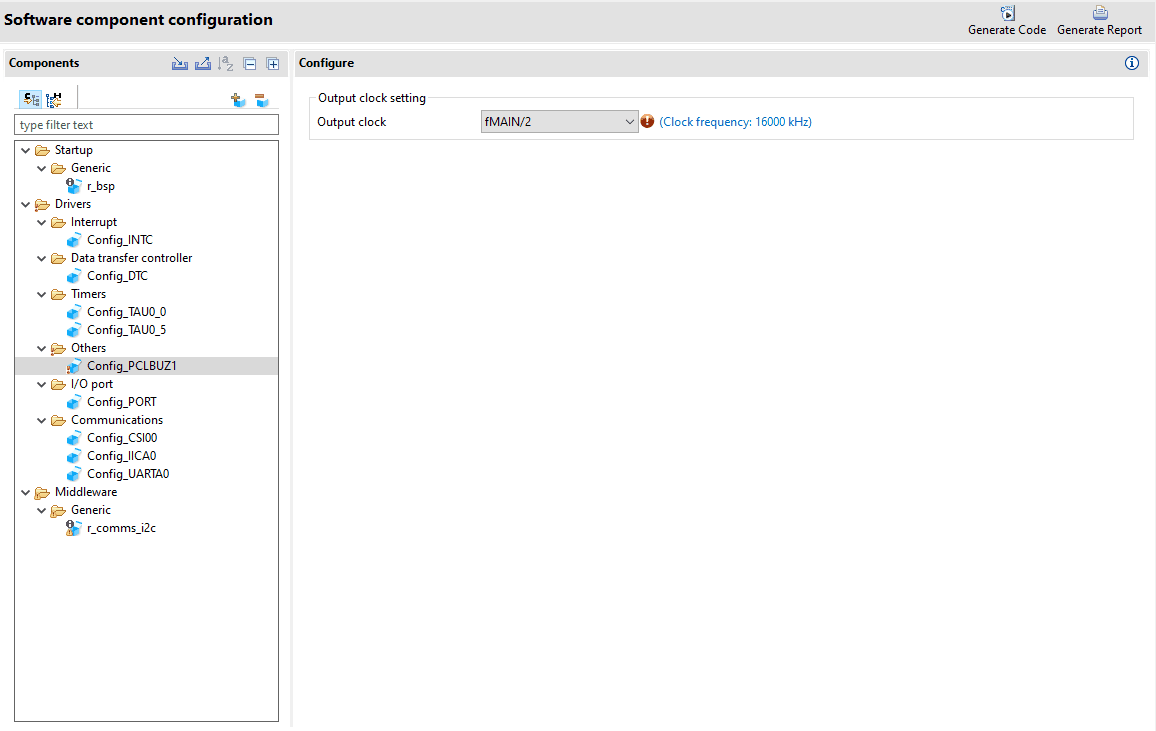 Software component configuration
Generate Code
Generate Report
Components
Configure
type filter text
Startup
Generic
r_bsp
Drivers
Interrupt
Config_INTC
Data transfer controller
Config_DTC
Timers
Config_TAU0_0
Config_TAU0_5
Others
Config_PCLBUZ1
I/O port
Config_PORT
Communications
Config_CSI00
Config_IICA0
Config_UARTA0
Middleware
Generic
r_comms_i2c
Output clock setting
Output clock
fMAIN/2
(Clock frequency: 16000 kHz)